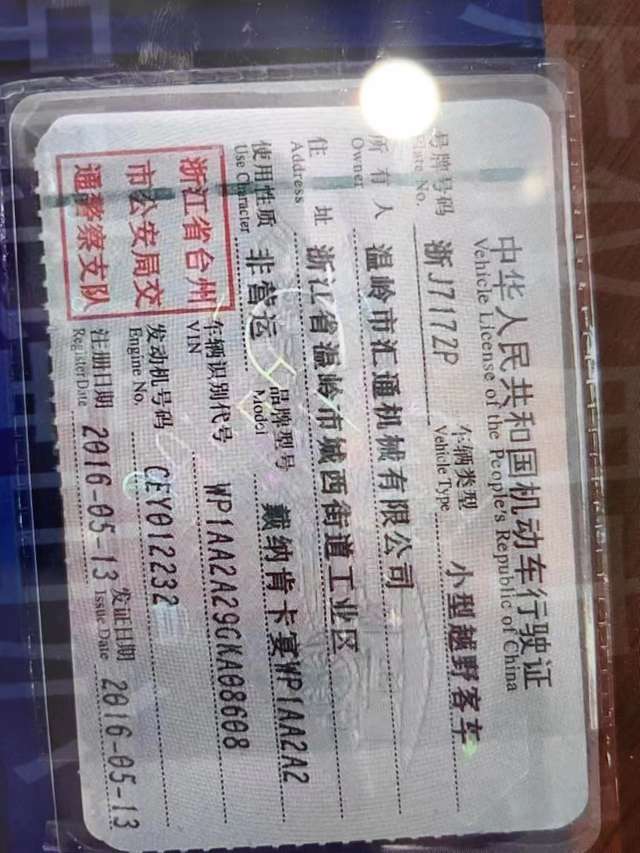 中华人民共和国机动车行驶证
Vehicle License of the People's Republic of China
号牌号码 浙J7172P 车辆类型 小型越野客车
Plate No. Vehicle Type
所有人 温岭市汇通机械有限公司
Owner
住址 浙江省温岭市城西街道工业区
Address
使用性质 非营运 品牌型号 戴纳肯卡宴WP1AA2A2
Use Character Model
浙江省台州
市公安局交
通警察支队
车辆识别代号 WP1AA2A29GKA08608
VIN
发动机号码 CEY012232
Engine No.
注册日期 2016-05-13 发证日期 2016-05-13
Register Date Issue Date